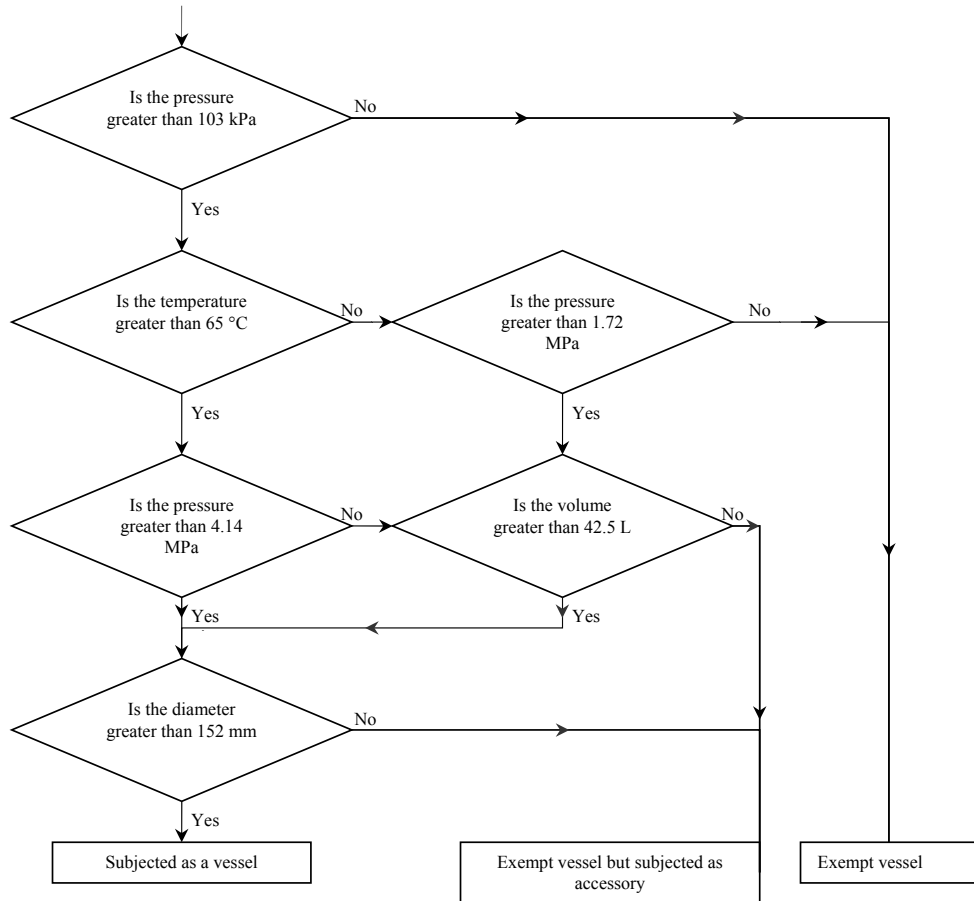 Is the pressure
greater than 103 kPa
No
Yes
Is the temperature
greater than 65 °C
No
Is the pressure
greater than 1.72
MPa
No
Yes
Yes
Is the pressure
greater than 4.14
MPa
No
Is the volume
greater than 42.5 L
No
Yes
Yes
Is the diameter
greater than 152 mm
No
Yes
Subjected as a vessel
Exempt vessel but subjected as
accessory
Exempt vessel